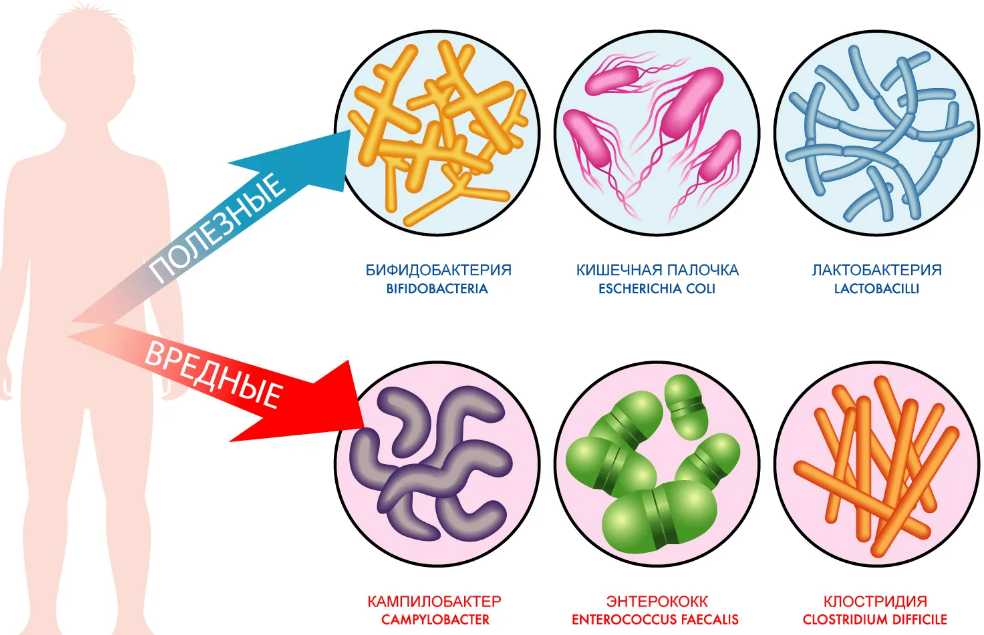 ПОЛЕЗНЫЕ
БИФИДОБАКТЕРИЯ
BIFIDOBACTERIA
КИШЕЧНАЯ ПАЛОЧКА
ESCHERICHIA COLI
ЛАКТОБАКТЕРИЯ
LACTOBACILLI
ВРЕДНЫЕ
КАМПИЛОБАКТЕР
CAMPYLOBACTER
ЭНТЕРОКОКК
ENTEROCOCCUS FAECALIS
КЛОСТРИДИЯ
CLOSTRIDIUM DIFFICILE